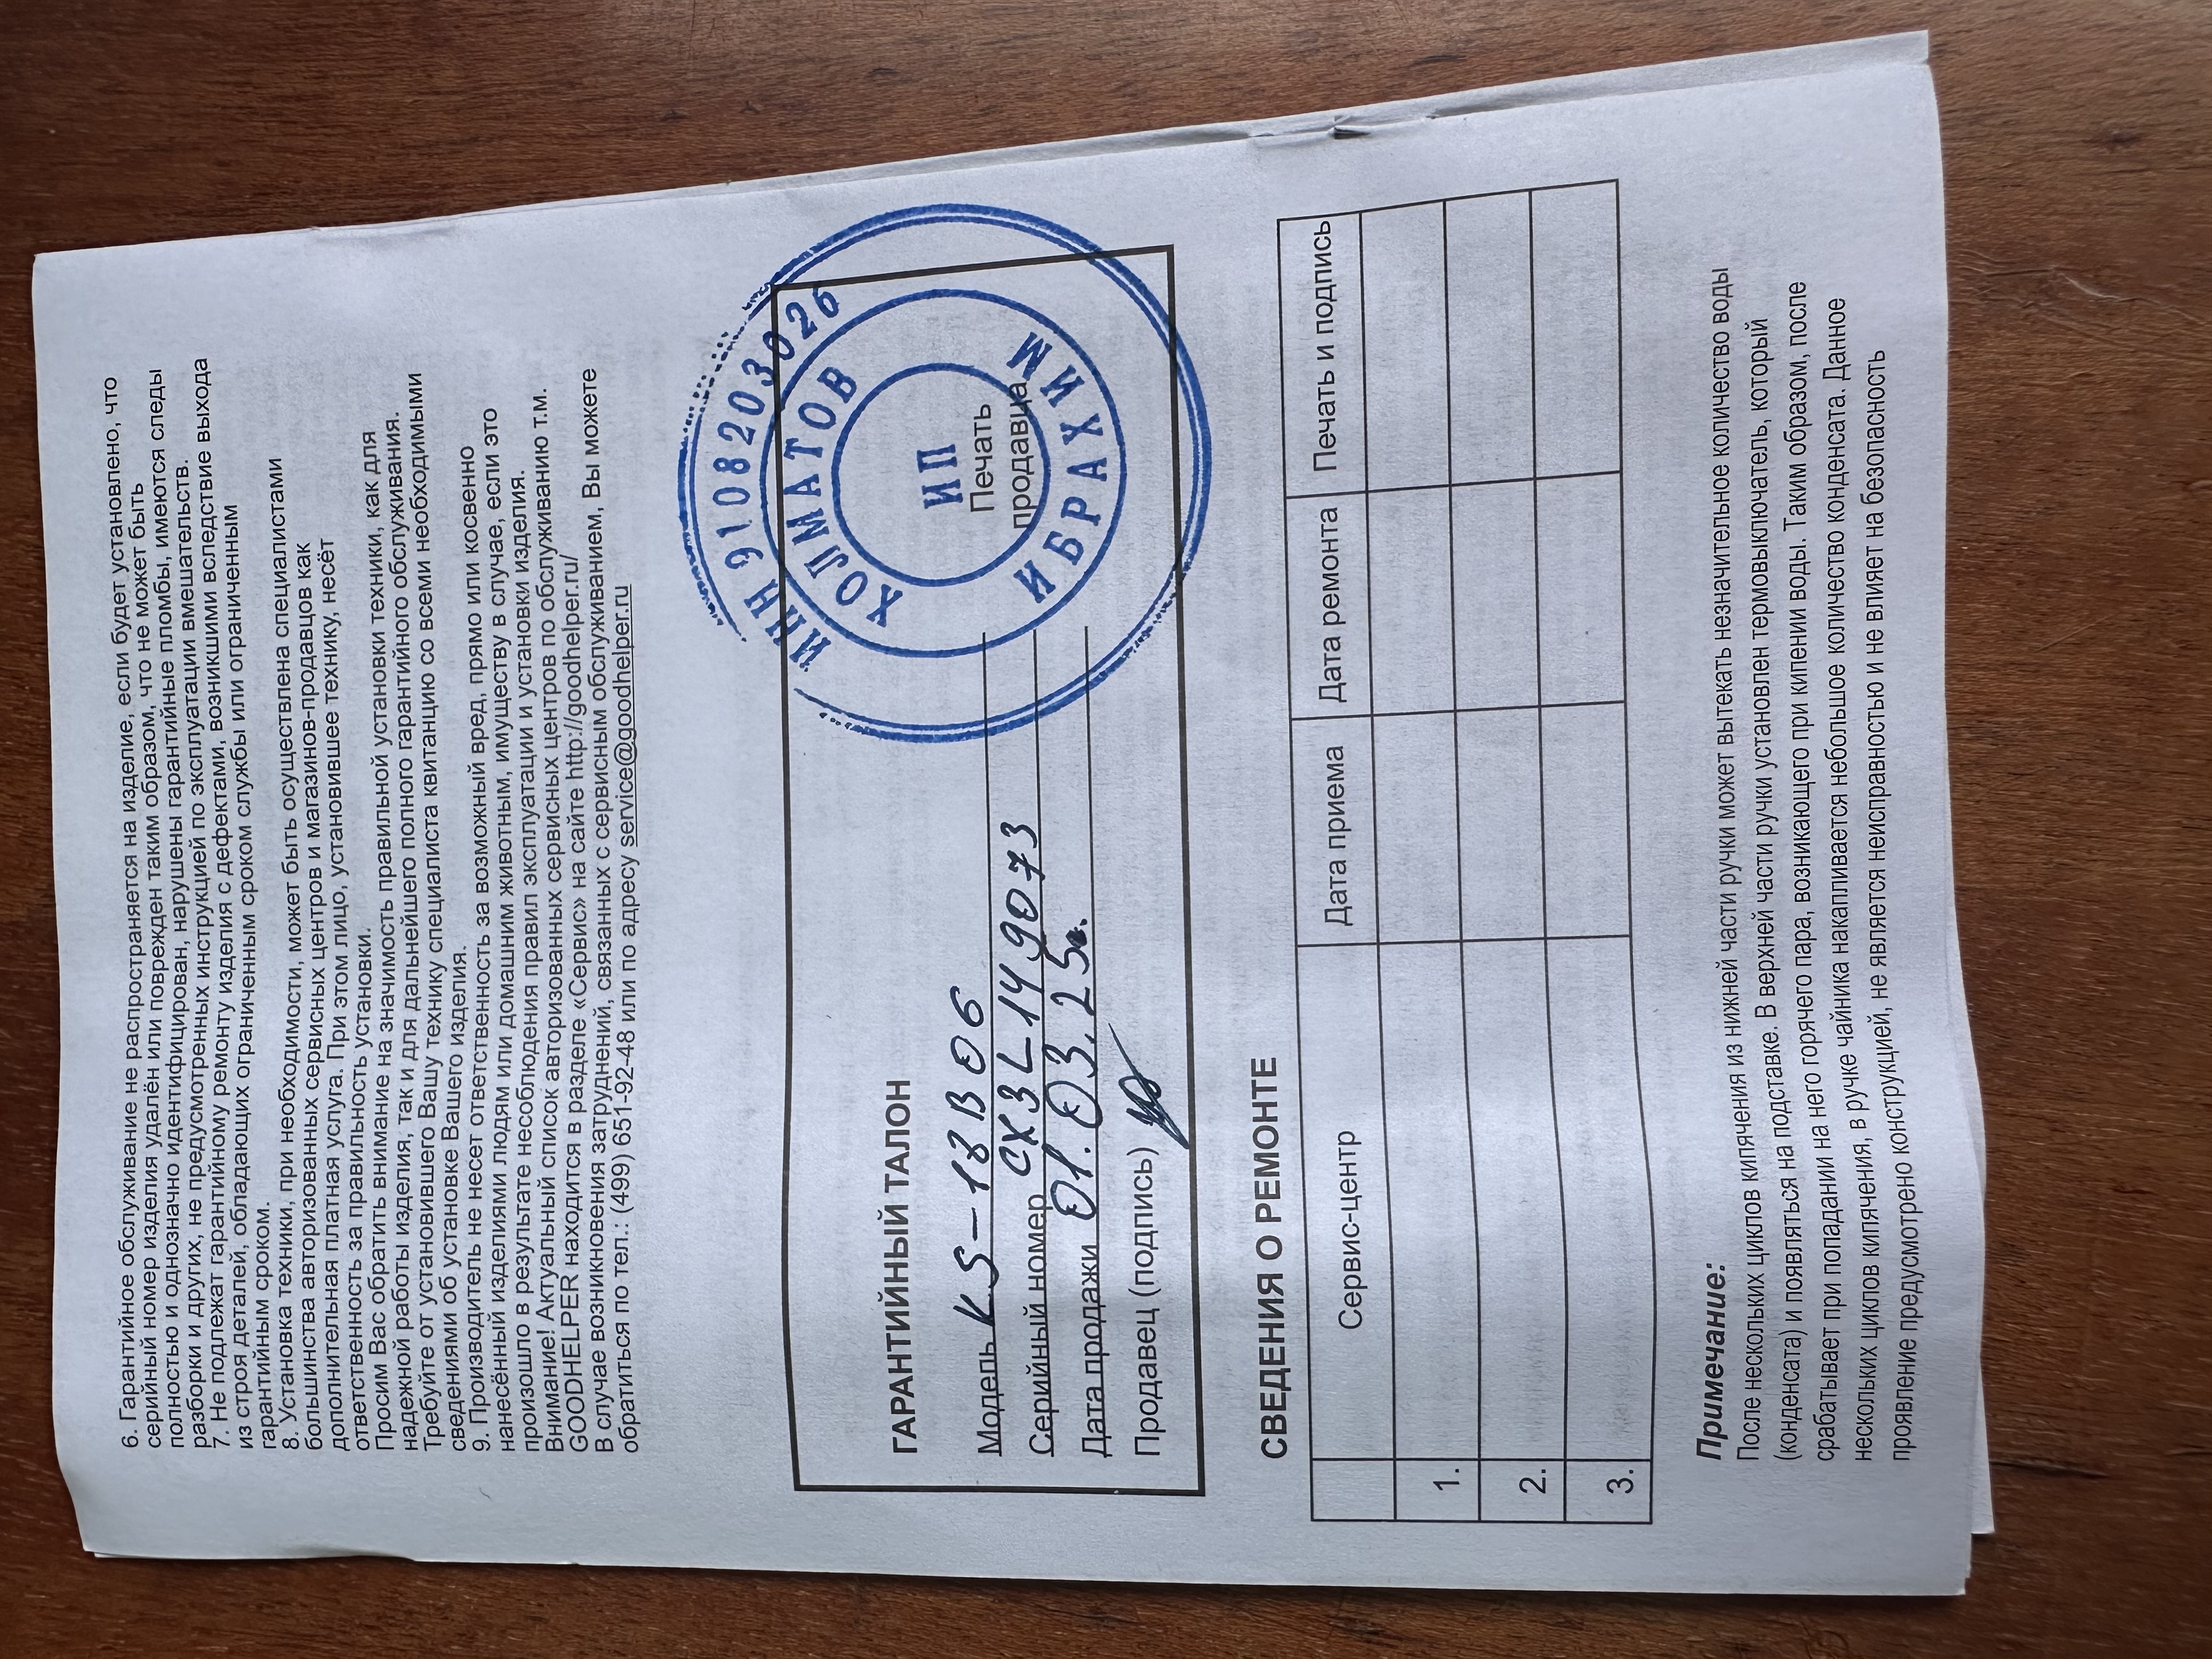 6. Гарантийное обслуживание не распространяется на изделие, если будет установлено, что
серийный номер изделия удалён или поврежден таким образом, что не может быть
полностью и однозначно идентифицирован, нарушены гарантийные пломбы, имеются следы
разборки и других, не предусмотренных инструкцией по эксплуатации вмешательств.
7. Не подлежат гарантийному ремонту изделия с дефектами, возникшими вследствие выхода
из строя деталей, обладающих ограниченным сроком службы или ограниченным
гарантийным сроком.
8. Установка техники, при необходимости, может быть осуществлена специалистами
большинства авторизованных сервисных центров и магазинов-продавцов как
дополнительная платная услуга. При этом лицо, установившее технику, несёт
ответственность за правильность установки.
Просим Вас обратить внимание на значимость правильной установки техники, как для
надежной работы изделия, так и для дальнейшего полного гарантийного обслуживания.
Требуйте от установившего Вашу технику специалиста квитанцию со всеми необходимыми
сведениями об установке Вашего изделия.
9. Производитель не несет ответственность за возможный вред, прямо или косвенно
нанесённый изделиями людям или домашним животным, имуществу в случае, если это
произошло в результате несоблюдения правил эксплуатации и установки изделия.
Внимание! Актуальный список авторизованных сервисных центров по обслуживанию т.м.
GOODHELPER находится в разделе «Сервис» на сайте http://goodhelper.ru/
В случае возникновения затруднений, связанных с сервисным обслуживанием, Вы можете
обратиться по тел.: (499) 651-92-48 или по адресу service@goodhelper.ru
ГАРАНТИЙНЫЙ ТАЛОН
Модель KS-18B06
Серийный номер CX3L149073
Дата продажи 01.03.25г.
Продавец (подпись)
ИНН 910820302 6
ХОЛМАТОВ
ИП
Печать
продавца
ИБРАХИМ
СВЕДЕНИЯ О РЕМОНТЕ
Сервис-центр Дата приема Дата ремонта Печать и подпись
1.
2.
3.
Примечание:
После нескольких циклов кипячения из нижней части ручки может вытекать незначительное количество воды
(конденсата) и появляться на подставке. В верхней части ручки установлен термовыключатель, который
срабатывает при попадании на него горячего пара, возникающего при кипении воды. Таким образом, после
нескольких циклов кипячения, в ручке чайника накапливается небольшое количество конденсата. Данное
проявление предусмотрено конструкцией, не является неисправностью и не влияет на безопасность